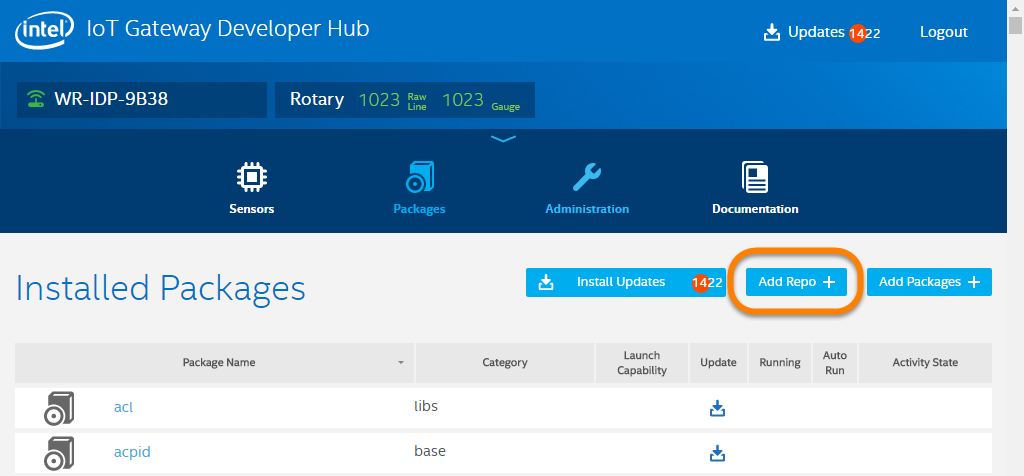 intel IoT Gateway Developer Hub
Updates 1422
Logout
WR-IDP-9B38
Rotary 1023 Raw Line 1023 Gauge
Sensors
Packages
Administration
Documentation
Installed Packages
Install Updates 1422
Add Repo +
Add Packages +
Package Name
Category
Launch
Capability
Update
Running
Auto
Run
Activity State
acl
libs
acpid
base